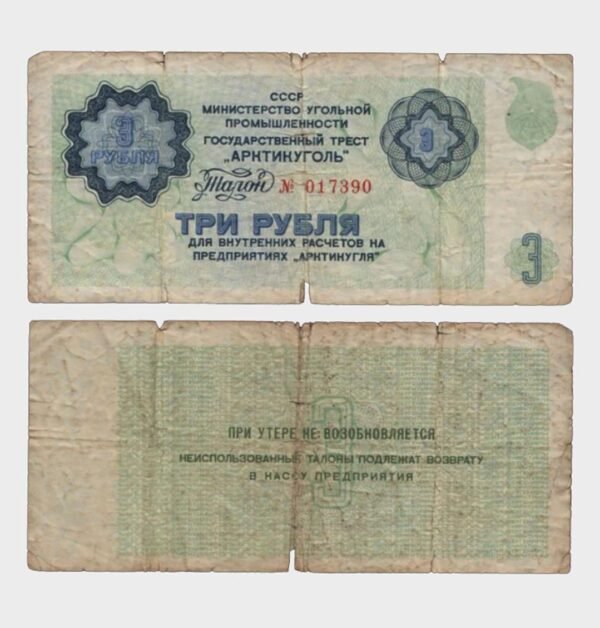 СССР
МИНИСТЕРСТВО УГОЛЬНОЙ
ПРОМЫШЛЕННОСТИ
ГОСУДАРСТВЕННЫЙ ТРЕСТ
„АРКТИКУГОЛЬ"
3
РУБЛЯ
3
Талон № 017390
ТРИ РУБЛЯ
ДЛЯ ВНУТРЕННИХ РАСЧЕТОВ НА
ПРЕДПРИЯТИЯХ „АРКТИКУГЛЯ"
3
3
ПРИ УТЕРЕ НЕ ВОЗОБНОВЛЯЕТСЯ
НЕИСПОЛЬЗОВАННЫЕ ТАЛОНЫ ПОДЛЕЖАТ ВОЗВРАТУ
В КАССУ ПРЕДПРИЯТИЯ